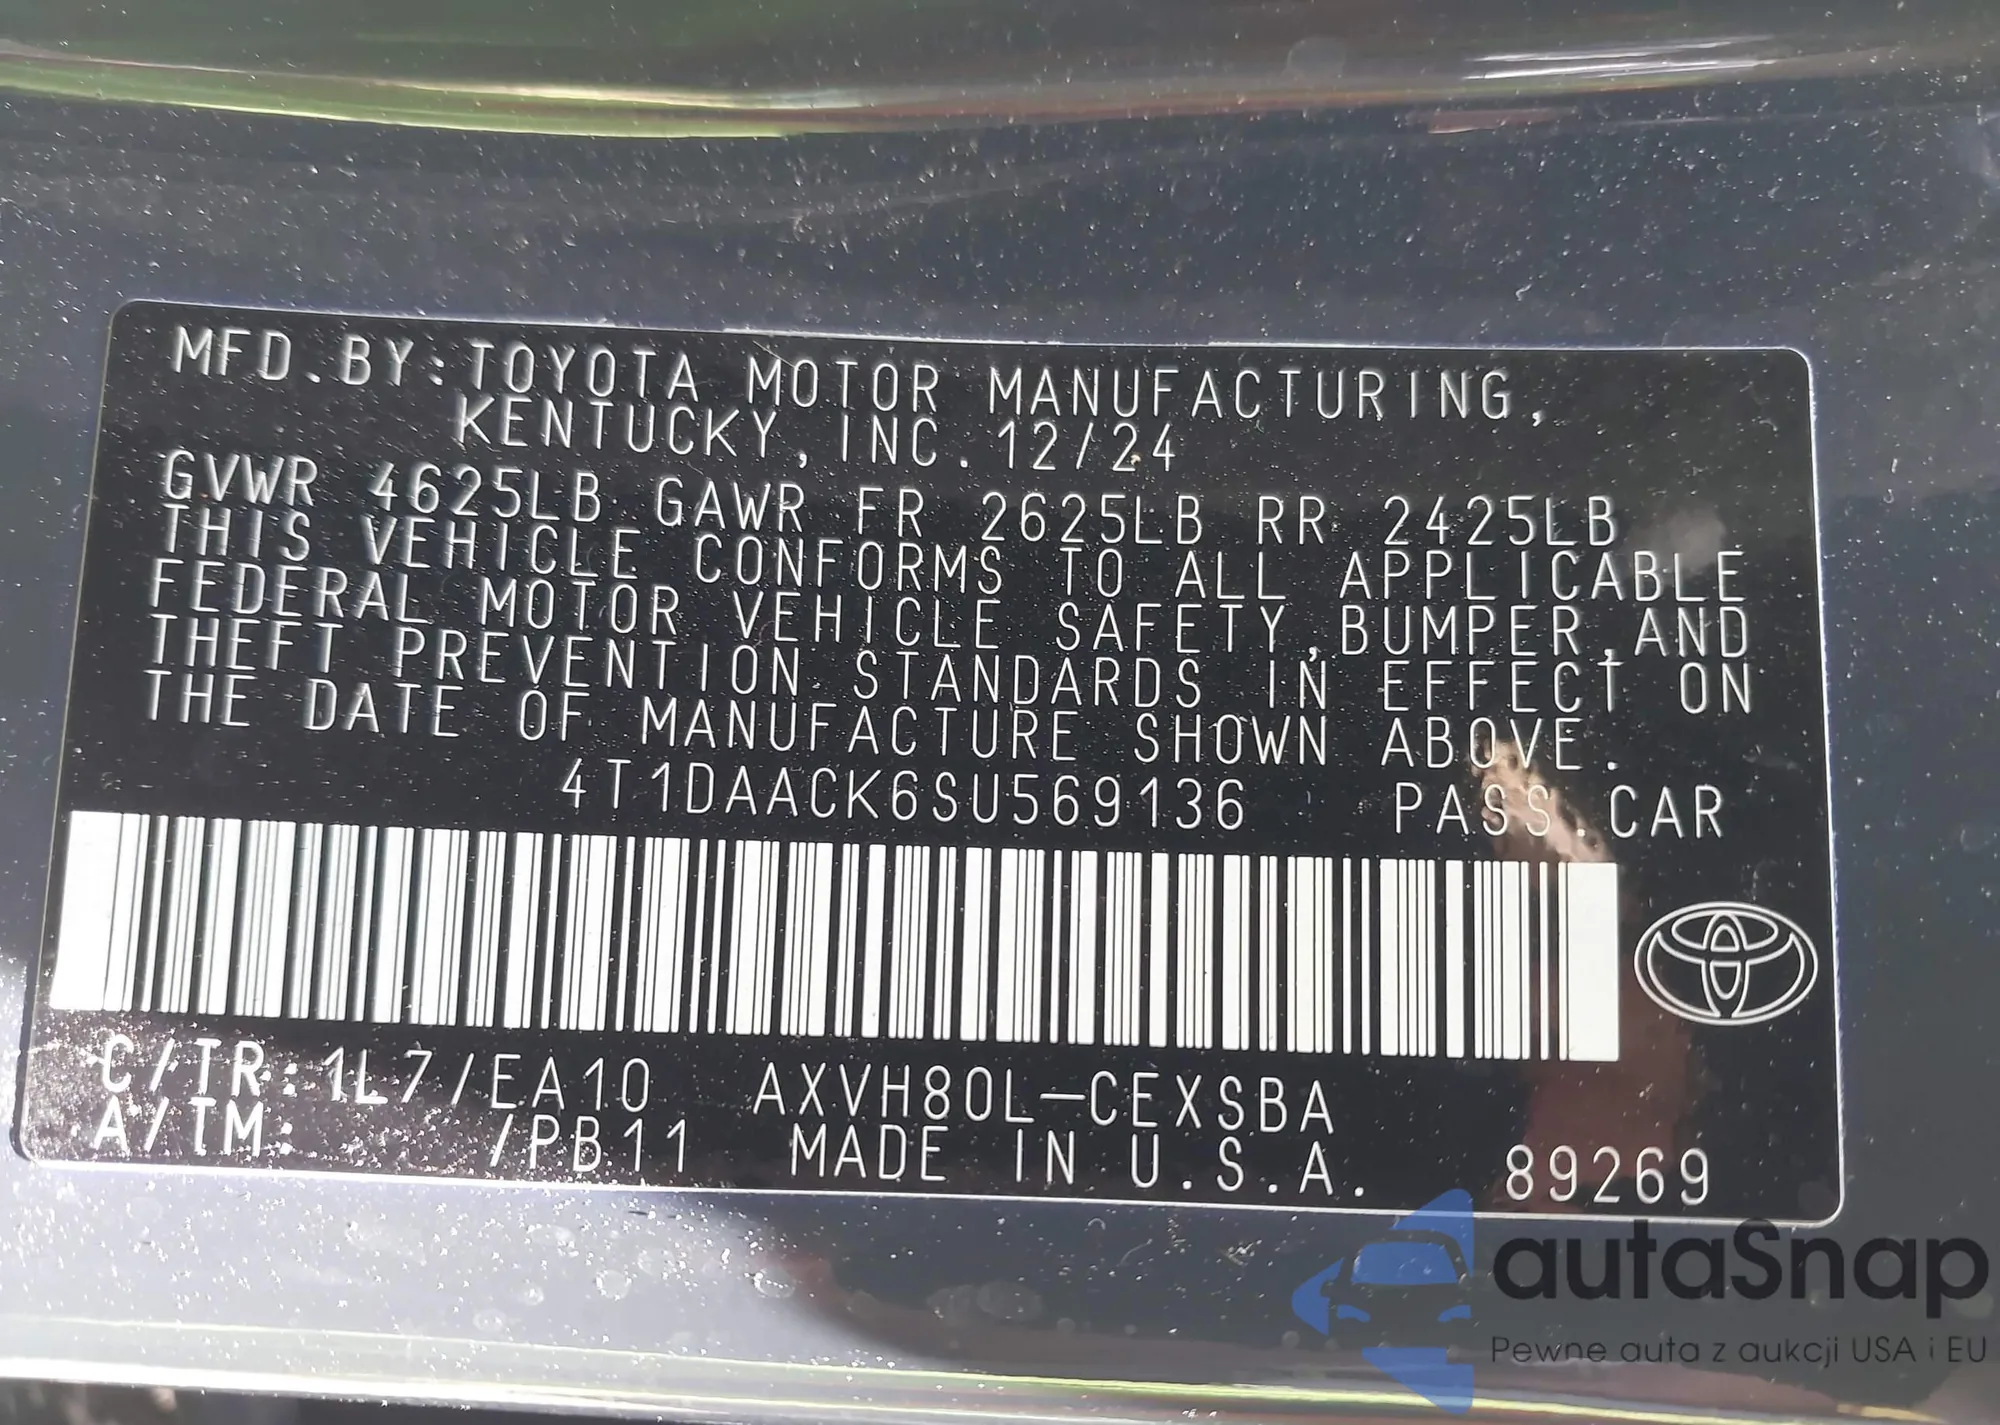 MFD.BY:TOYOTA MOTOR MANUFACTURING,
KENTUCKY,INC.12/24
GVWR 4625LB GAWR FR 2625LB RR 2425LB
THIS VEHICLE CONFORMS TO ALL APPLICABLE
FEDERAL MOTOR VEHICLE SAFETY,BUMPER,AND
THEFT PREVENTION STANDARDS IN EFFECT ON
THE DATE OF MANUFACTURE SHOWN ABOVE.
4T1DAACK6SU569136 PASS.CAR
C/TR:1L7/EA10 AXVH80L-CEXSBA
A/TM: /PB11 MADE IN U.S.A. 89269
autaSnap
Pewne auta z aukcji USA i EU